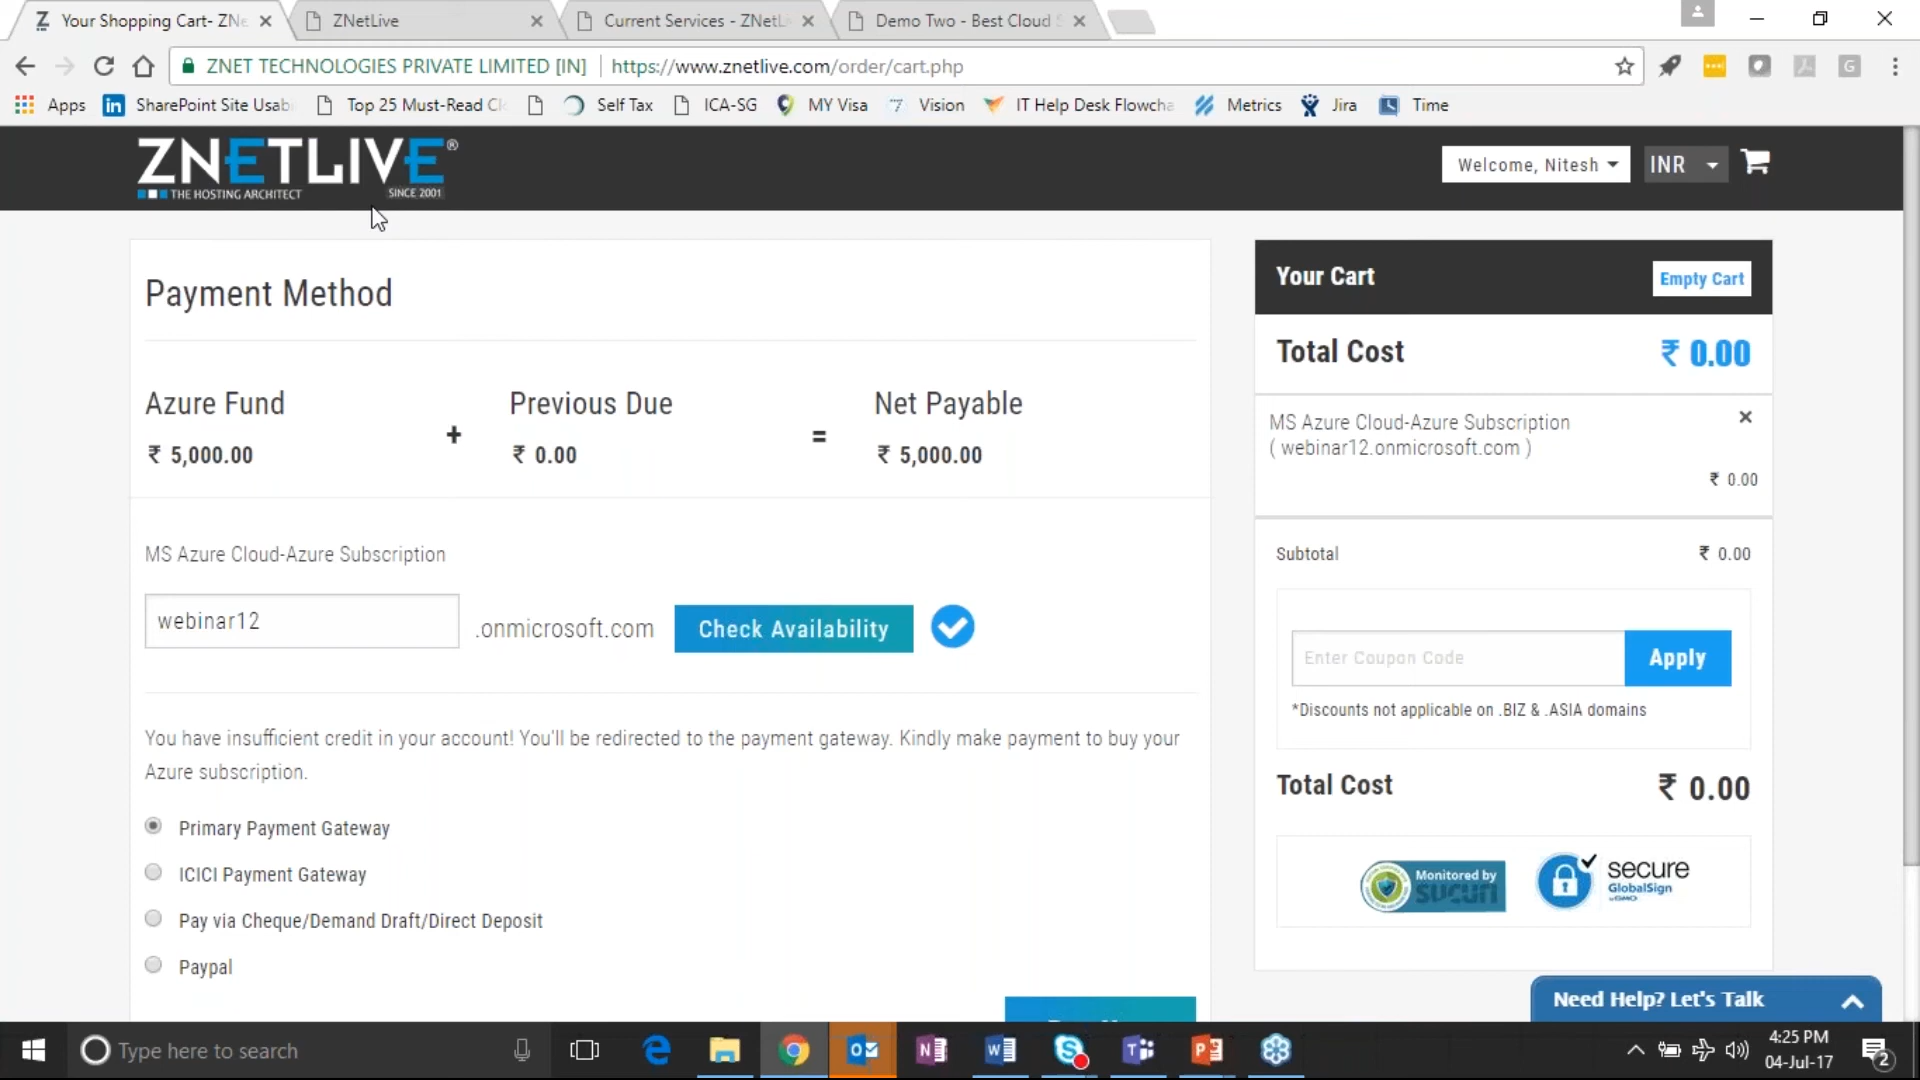 Your Shopping Cart- ZNe
ZNetLive
Current Services - ZNetLi
Demo Two - Best Cloud S
ZNET TECHNOLOGIES PRIVATE LIMITED [IN]
https://www.znetlive.com/order/cart.php
Apps
SharePoint Site Usab
Top 25 Must-Read Cl
Self Tax
ICA-SG
MY Visa
Vision
IT Help Desk Flowcha
Metrics
Jira
Time
ZNETLIVE®
THE HOSTING ARCHITECT
SINCE 2001
Welcome, Nitesh
INR
Payment Method
Azure Fund
+
Previous Due
=
Net Payable
₹ 5,000.00
₹ 0.00
₹ 5,000.00
MS Azure Cloud-Azure Subscription
webinar12
.onmicrosoft.com
Check Availability
You have insufficient credit in your account! You'll be redirected to the payment gateway. Kindly make payment to buy your
Azure subscription.
Primary Payment Gateway
ICICI Payment Gateway
Pay via Cheque/Demand Draft/Direct Deposit
Paypal
Your Cart
Empty Cart
Total Cost
₹ 0.00
MS Azure Cloud-Azure Subscription
( webinar12.onmicrosoft.com )
₹ 0.00
Subtotal
₹ 0.00
Enter Coupon Code
Apply
*Discounts not applicable on .BIZ & .ASIA domains
Total Cost
₹ 0.00
Monitored by
sucuri
secure
GlobalSign
by GMO
Need Help? Let's Talk
Type here to search
4:25 PM
04-Jul-17
2